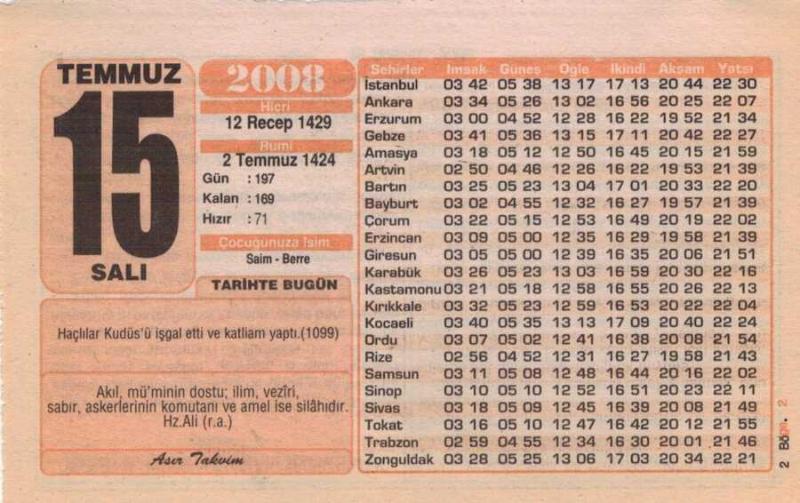 TEMMUZ
15
SALI
2008
Hicri
12 Recep 1429
Rumi
2 Temmuz 1424
Gün : 197
Kalan : 169
Hızır : 71
Çocuğunuza İsim
Saim - Berre
TARİHTE BUGÜN
Haçlılar Kudüs'ü işgal etti ve katliam yaptı.(1099)
Akıl, mü'minin dostu; ilim, vezîri,
sabır, askerlerinin komutanı ve amel ise silâhıdır.
Hz.Ali (r.a.)
Asır Takvim
Şehirler İmsak Güneş Öğle İkindi Akşam Yatsı
İstanbul 03 42 05 38 13 17 17 13 20 44 22 30
Ankara 03 34 05 26 13 02 16 56 20 25 22 07
Erzurum 03 00 04 52 12 28 16 22 19 52 21 34
Gebze 03 41 05 36 13 15 17 11 20 42 22 27
Amasya 03 18 05 12 12 50 16 45 20 15 21 59
Artvin 02 50 04 46 12 26 16 22 19 53 21 39
Bartın 03 25 05 23 13 04 17 01 20 33 22 20
Bayburt 03 02 04 55 12 32 16 27 19 57 21 39
Çorum 03 22 05 15 12 53 16 49 20 19 22 02
Erzincan 03 09 05 00 12 35 16 29 19 58 21 39
Giresun 03 05 05 00 12 39 16 35 20 06 21 51
Karabük 03 26 05 23 13 03 16 59 20 30 22 16
Kastamonu 03 21 05 18 12 58 16 55 20 26 22 13
Kırıkkale 03 32 05 23 12 59 16 53 20 22 22 04
Kocaeli 03 40 05 35 13 13 17 09 20 40 22 24
Ordu 03 07 05 02 12 41 16 38 20 08 21 54
Rize 02 56 04 52 12 31 16 27 19 58 21 43
Samsun 03 11 05 08 12 48 16 44 20 16 22 02
Sinop 03 10 05 10 12 52 16 51 20 23 22 11
Sivas 03 18 05 09 12 45 16 39 20 08 21 49
Tokat 03 16 05 10 12 47 16 42 20 12 21 55
Trabzon 02 59 04 55 12 34 16 30 20 01 21 46
Zonguldak 03 28 05 25 13 06 17 03 20 34 22 21